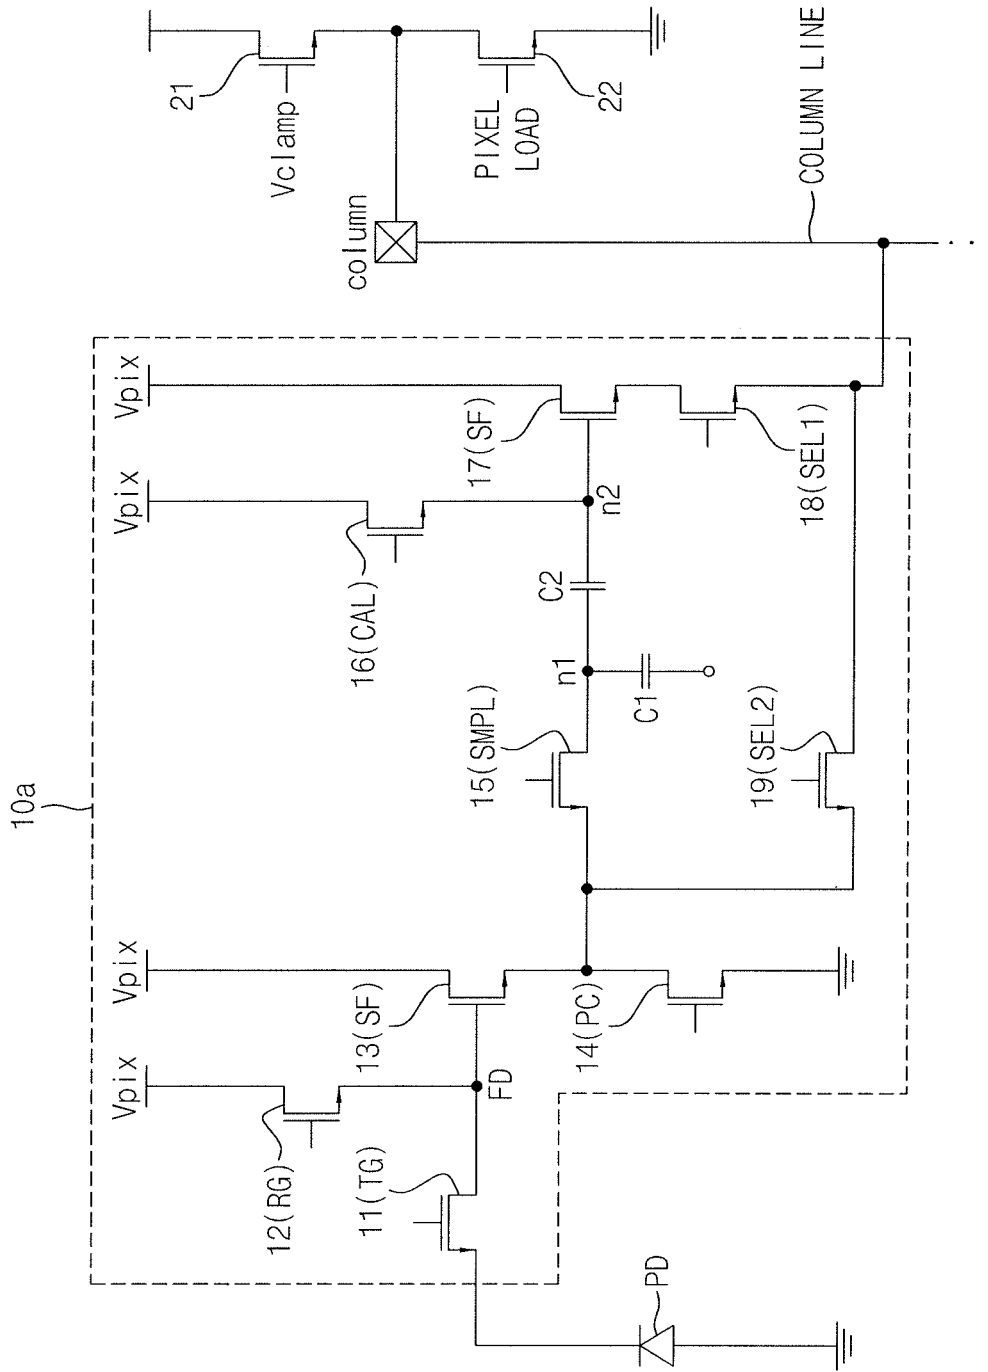 10a
Vpix
Vpix
Vpix
Vpix
12(RG)
11(TG)
13(SF)
FD
14(PC)
PD
15(SMPL)
n1
C1
C2
16(CAL)
n2
17(SF)
18(SEL1)
19(SEL2)
column
Vclamp
21
PIXEL
LOAD
22
COLUMN LINE